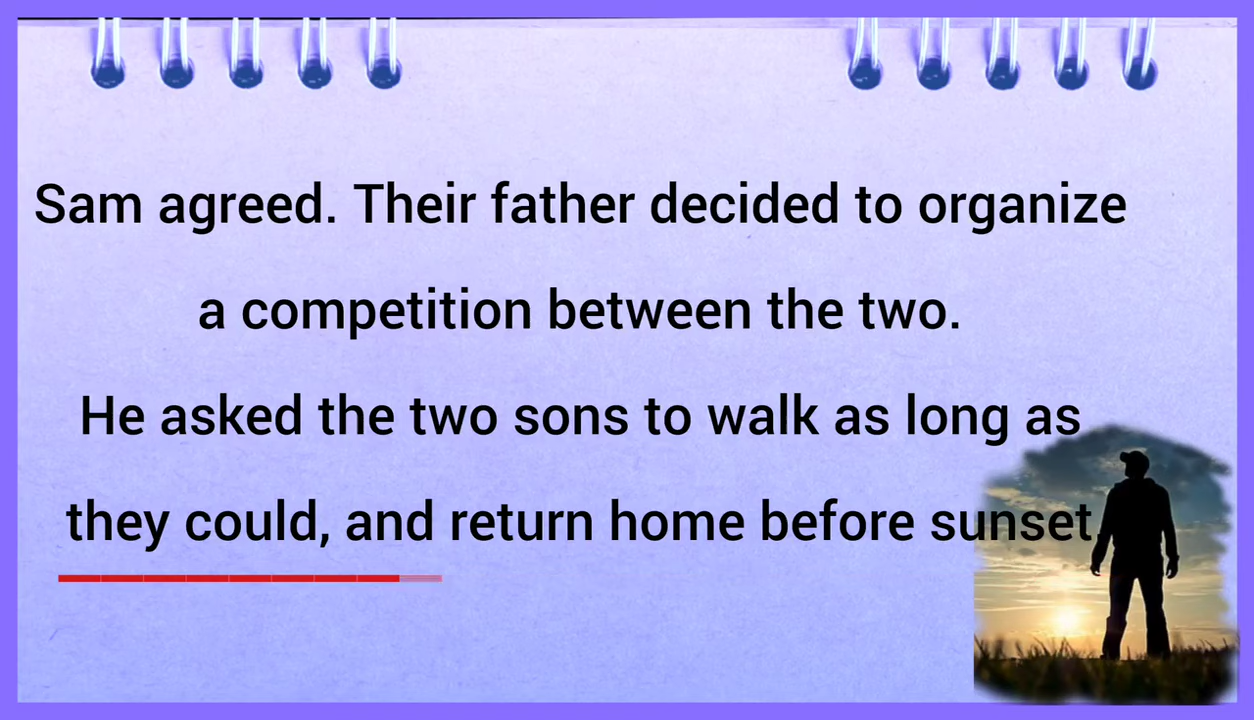 Sam agreed. Their father decided to organize
a competition between the two.
He asked the two sons to walk as long as
they could, and return home before sunset.